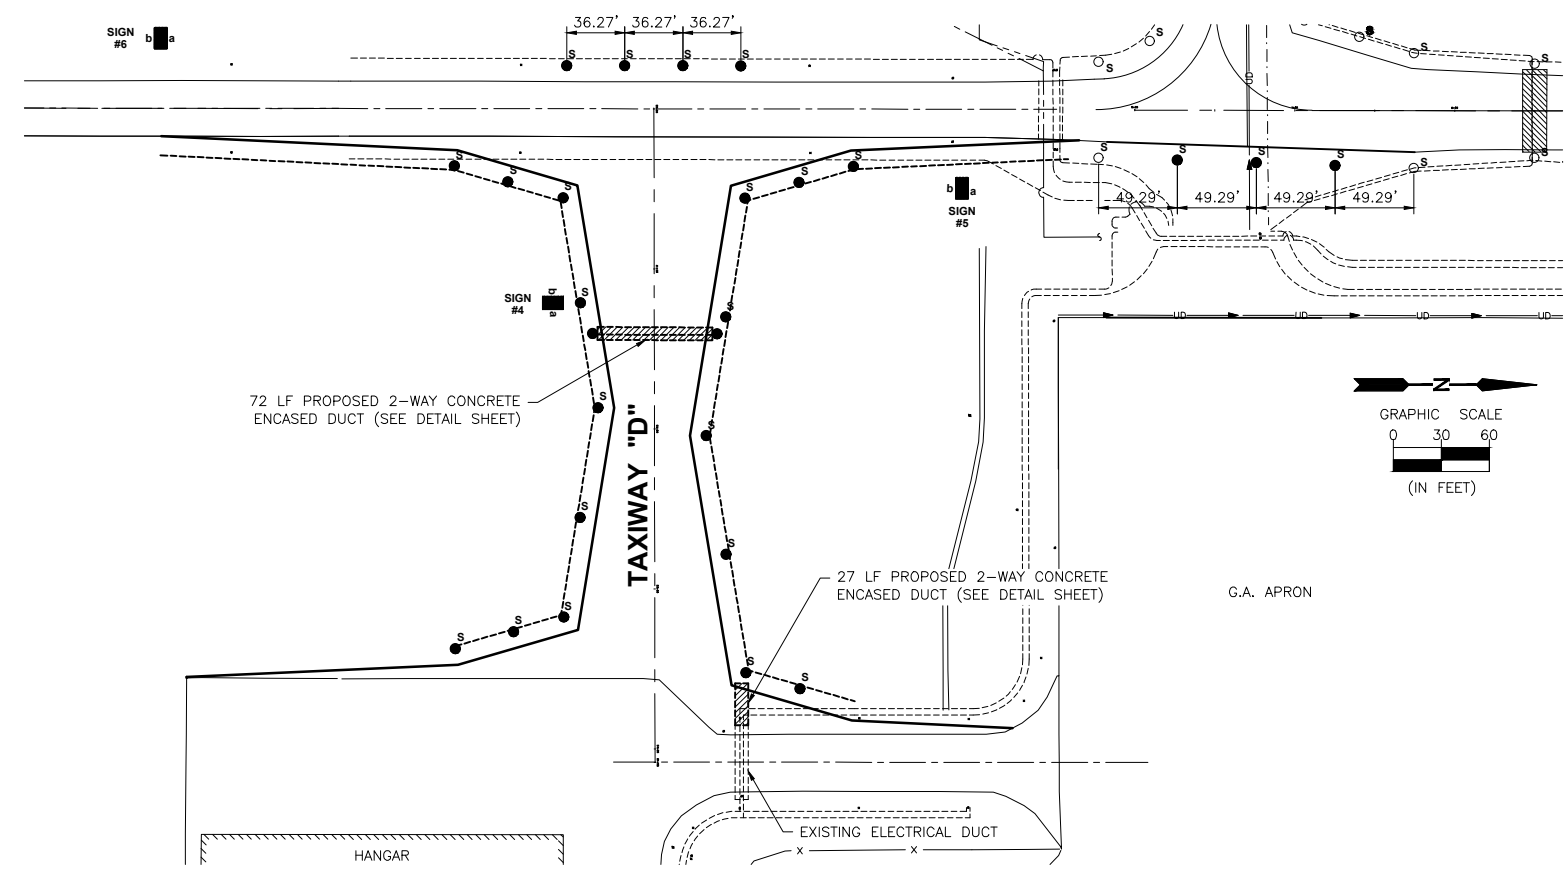 36.27' 36.27' 36.27'
SIGN
#6
b a
S S S S
S S S S S
UD
S S S S S S S
S S S S
b a
SIGN
#5
49.29' 49.29' 49.29' 49.29'
SIGN
#4
b a
S S
UD UD UD UD
72 LF PROPOSED 2-WAY CONCRETE
ENCASED DUCT (SEE DETAIL SHEET)
S S
TAXIWAY "D"
N
GRAPHIC SCALE
0 30 60
(IN FEET)
S S
27 LF PROPOSED 2-WAY CONCRETE
ENCASED DUCT (SEE DETAIL SHEET)
G.A. APRON
S S S S S
EXISTING ELECTRICAL DUCT
HANGAR
X X